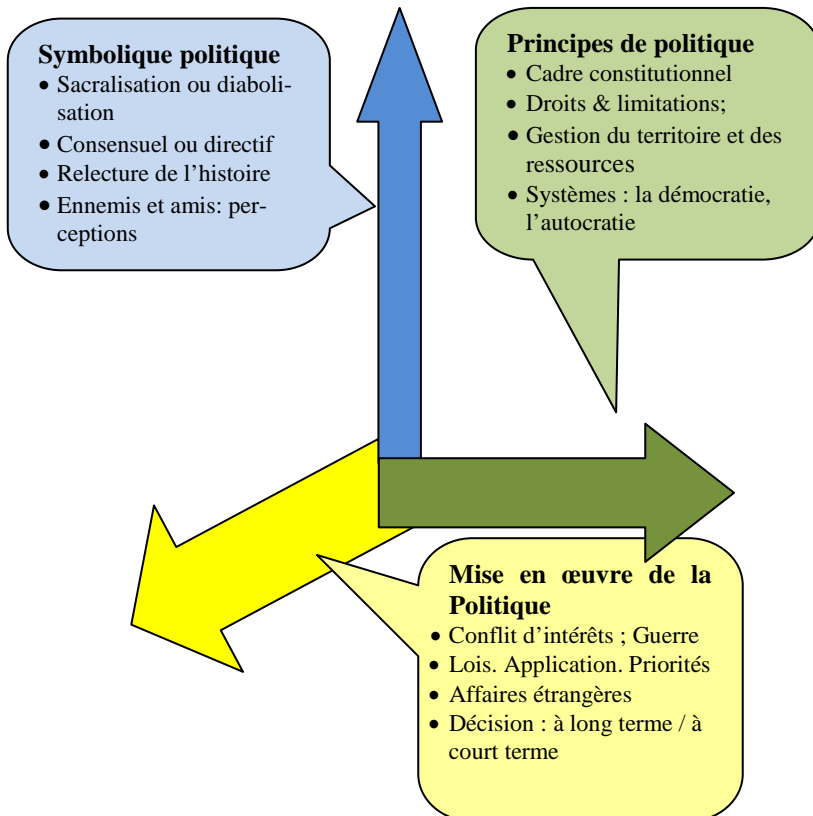 Symbolique politique
• Sacralisation ou diaboli-
sation
• Consensuel ou directif
• Relecture de l'histoire
• Ennemis et amis: per-
ceptions
Principes de politique
• Cadre constitutionnel
• Droits & limitations;
• Gestion du territoire et des
ressources
• Systèmes : la démocratie,
l'autocratie
Mise en œuvre de la
Politique
• Conflit d'intérêts ; Guerre
• Lois. Application. Priorités
• Affaires étrangères
• Décision : à long terme / à
court terme